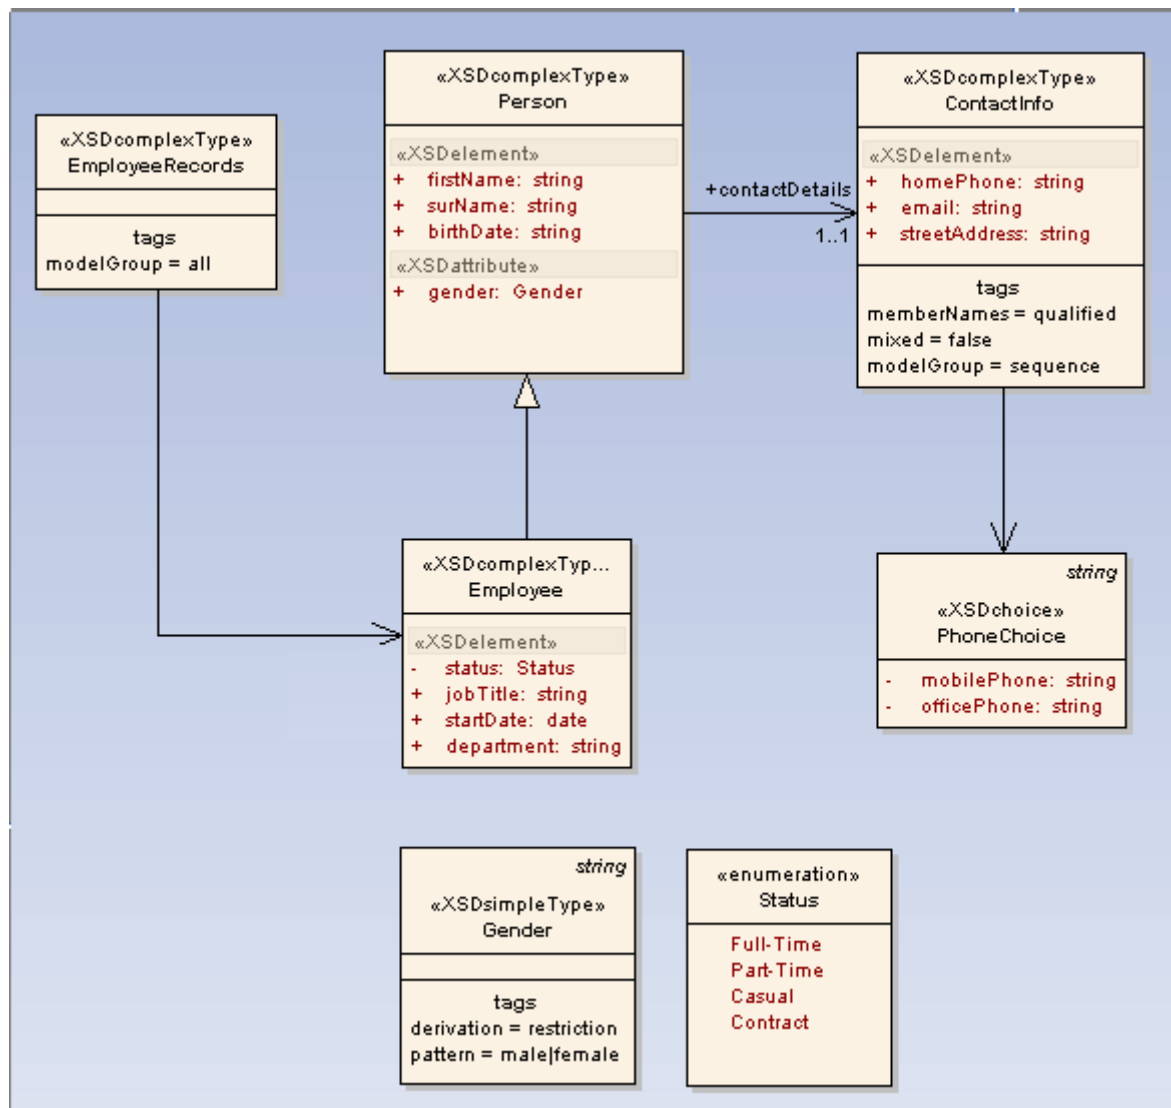 «XSDcomplexType»
EmployeeRecords
tags
modelGroup = all
«XSDcomplexType»
Person
«XSDelement»
+ firstName: string
+ surName: string
+ birthDate: string
«XSDattribute»
+ gender: Gender
+contactDetails
1..1
«XSDcomplexType»
ContactInfo
«XSDelement»
+ homePhone: string
+ email: string
+ streetAddress: string
tags
memberNames = qualified
mixed = false
modelGroup = sequence
«XSDcomplexTyp...
Employee
«XSDelement»
- status: Status
+ jobTitle: string
+ startDate: date
+ department: string
string
«XSDchoice»
PhoneChoice
- mobilePhone: string
- officePhone: string
string
«XSDsimpleType»
Gender
tags
derivation = restriction
pattern = male|female
«enumeration»
Status
Full-Time
Part-Time
Casual
Contract